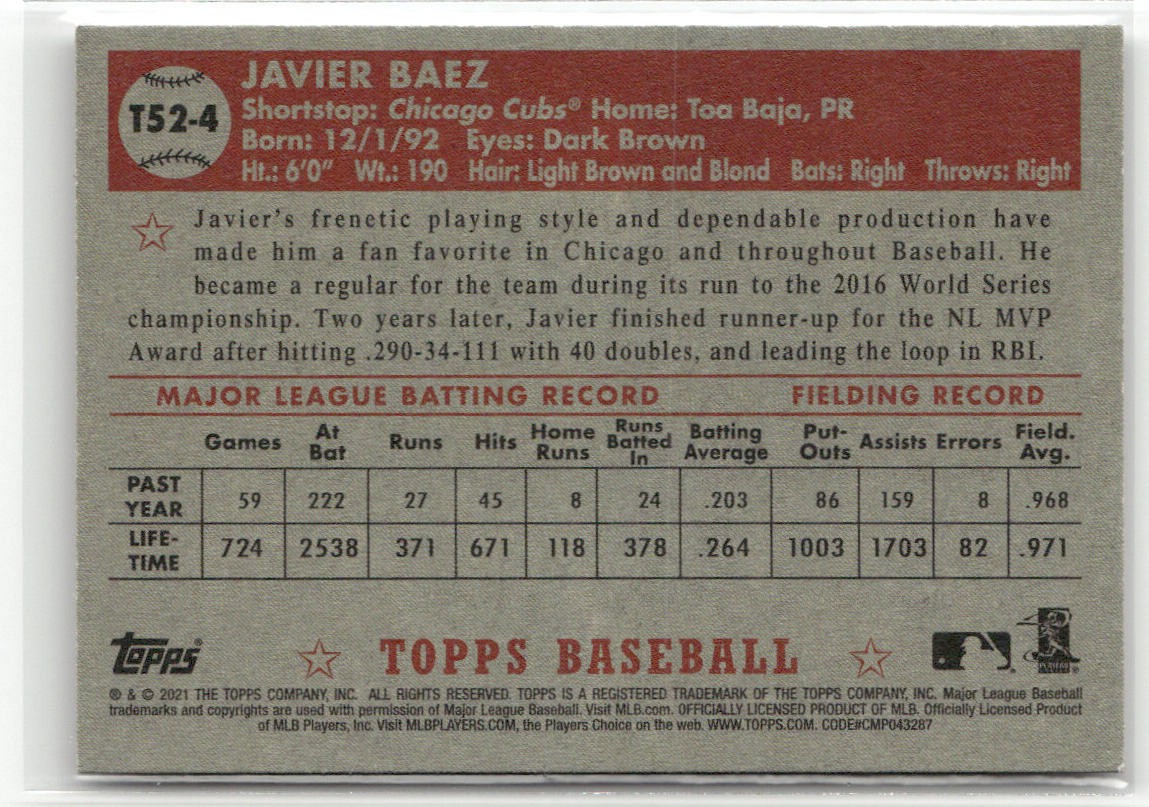 T52-4
JAVIER BAEZ
Shortstop: Chicago Cubs® Home: Toa Baja, PR
Born: 12/1/92 Eyes: Dark Brown
Ht.: 6'0" Wt.: 190 Hair: Light Brown and Blond Bats: Right Throws: Right
Javier's frenetic playing style and dependable production have
made him a fan favorite in Chicago and throughout Baseball. He
became a regular for the team during its run to the 2016 World Series
championship. Two years later, Javier finished runner-up for the NL MVP
Award after hitting .290-34-111 with 40 doubles, and leading the loop in RBI.
MAJOR LEAGUE BATTING RECORD FIELDING RECORD
Games At Bat Runs Hits Home Runs Runs Batted In Batting Average Put-Outs Assists Errors Field. Avg.
PAST YEAR 59 222 27 45 8 24 .203 86 159 8 .968
LIFE-TIME 724 2538 371 671 118 378 .264 1003 1703 82 .971
Topps® TOPPS BASEBALL
® & © 2021 THE TOPPS COMPANY, INC. ALL RIGHTS RESERVED. TOPPS IS A REGISTERED TRADEMARK OF THE TOPPS COMPANY, INC. Major League Baseball
trademarks and copyrights are used with permission of Major League Baseball. Visit MLB.com. OFFICIALLY LICENSED PRODUCT OF MLB. Officially Licensed Product
of MLB Players, Inc. Visit MLBPLAYERS.COM, the Players Choice on the web. WWW.TOPPS.COM. CODE#CMP043287